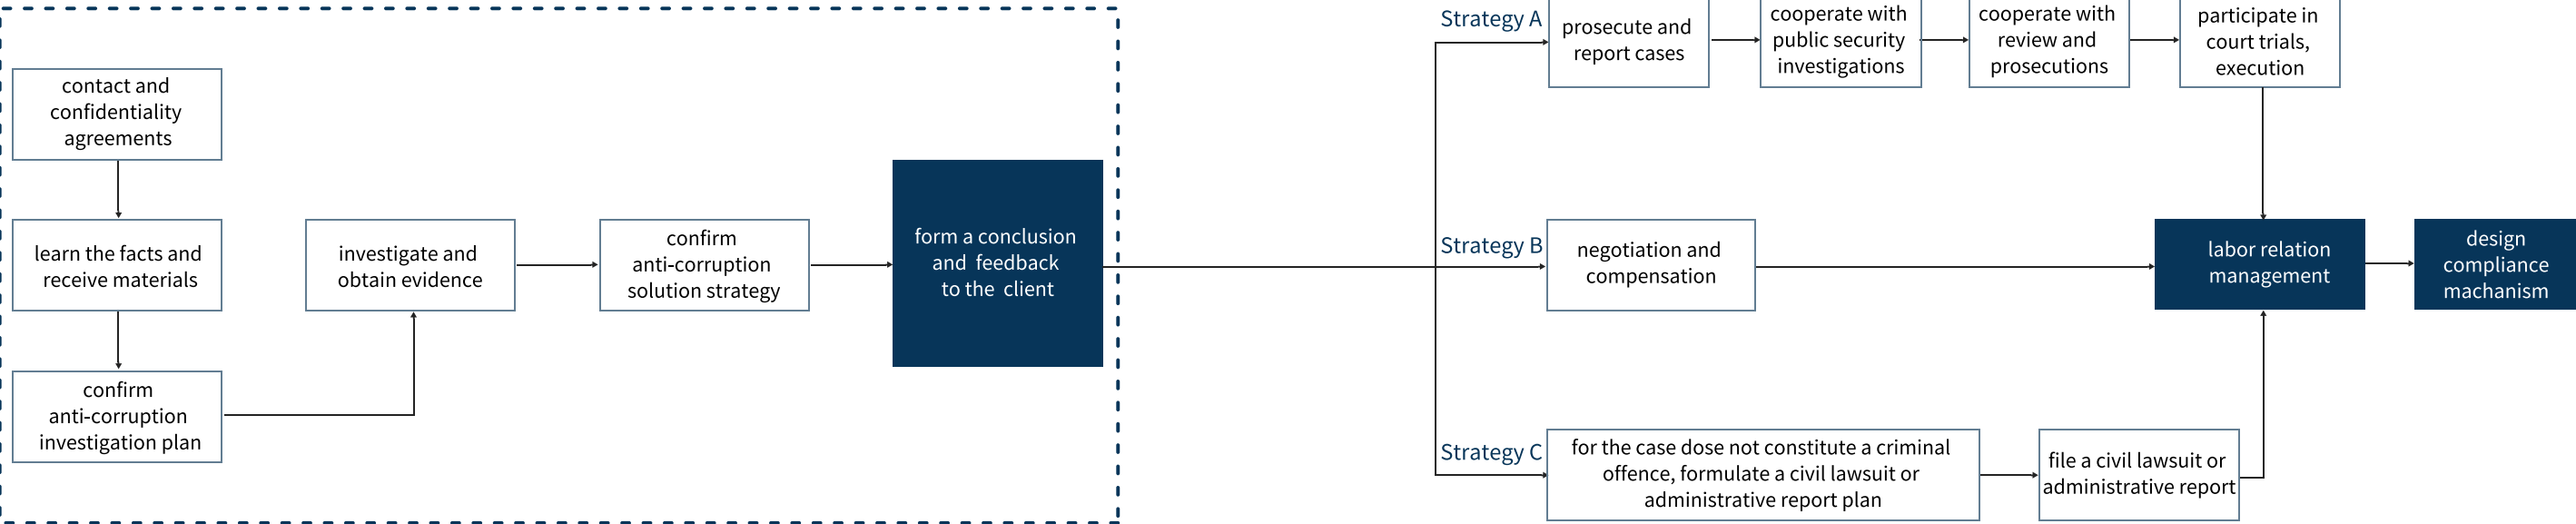 contact and
confidentiality
agreements
learn the facts and
receive materials
confirm
anti-corruption
investigation plan
investigate and
obtain evidence
confirm
anti-corruption
solution strategy
form a conclusion
and feedback
to the client
Strategy A
prosecute and
report cases
cooperate with
public security
investigations
cooperate with
review and
prosecutions
participate in
court trials,
execution
Strategy B
negotiation and
compensation
labor relation
management
design
compliance
machanism
Strategy C
for the case dose not constitute a criminal
offence, formulate a civil lawsuit or
administrative report plan
file a civil lawsuit or
administrative report